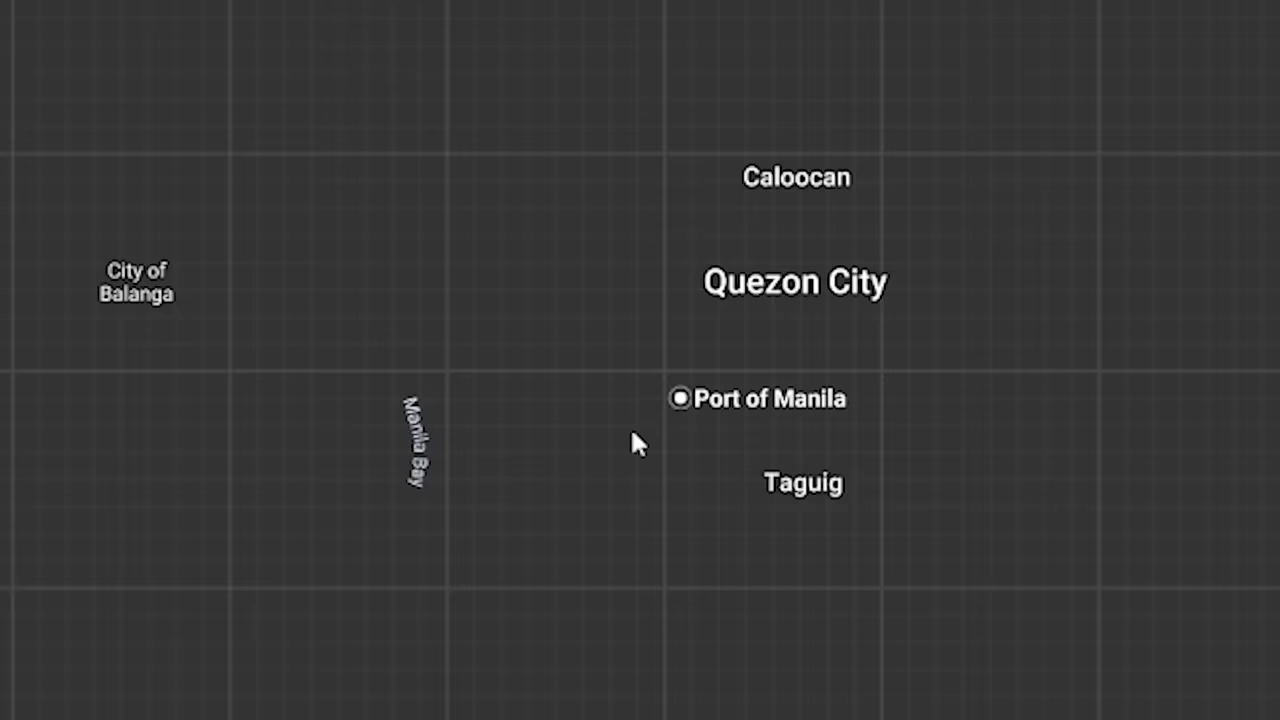 Caloocan
City of
Balanga
Quezon City
Port of Manila
Manila Bay
Taguig